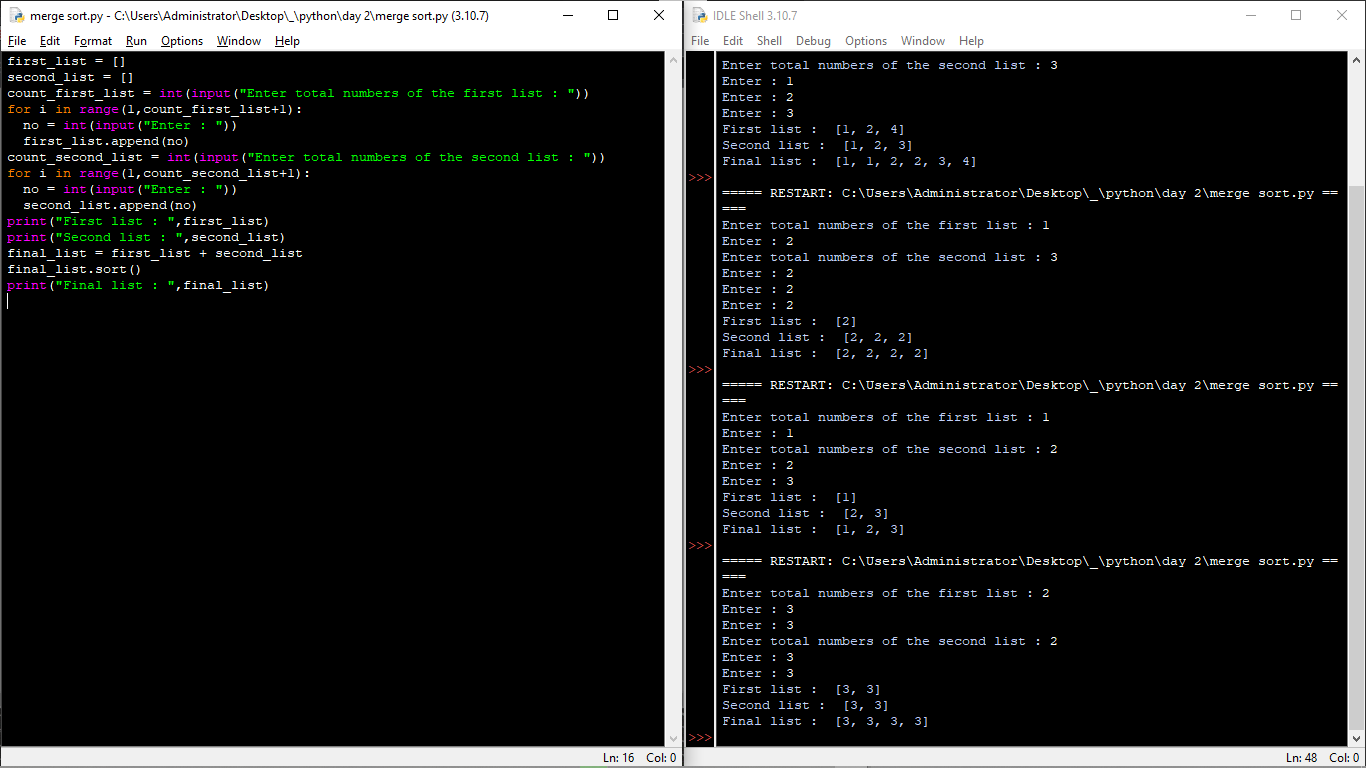 merge sort.py - C:\Users\Administrator\Desktop\_\python\day 2\merge sort.py (3.10.7)
File Edit Format Run Options Window Help
first_list = []
second_list = []
count_first_list = int(input("Enter total numbers of the first list : "))
for i in range(1,count_first_list+1):
  no = int(input("Enter : "))
  first_list.append(no)
count_second_list = int(input("Enter total numbers of the second list : "))
for i in range(1,count_second_list+1):
  no = int(input("Enter : "))
  second_list.append(no)
print("First list : ",first_list)
print("Second list : ",second_list)
final_list = first_list + second_list
final_list.sort()
print("Final list : ",final_list)
Ln: 16 Col: 0
IDLE Shell 3.10.7
File Edit Shell Debug Options Window Help
Enter total numbers of the second list : 3
Enter : 1
Enter : 2
Enter : 3
First list :  [1, 2, 4]
Second list :  [1, 2, 3]
Final list :  [1, 1, 2, 2, 3, 4]
>>>
===== RESTART: C:\Users\Administrator\Desktop\_\python\day 2\merge sort.py ==
===
Enter total numbers of the first list : 1
Enter : 2
Enter total numbers of the second list : 3
Enter : 2
Enter : 2
Enter : 2
First list :  [2]
Second list :  [2, 2, 2]
Final list :  [2, 2, 2, 2]
>>>
===== RESTART: C:\Users\Administrator\Desktop\_\python\day 2\merge sort.py ==
===
Enter total numbers of the first list : 1
Enter : 1
Enter total numbers of the second list : 2
Enter : 2
Enter : 3
First list :  [1]
Second list :  [2, 3]
Final list :  [1, 2, 3]
>>>
===== RESTART: C:\Users\Administrator\Desktop\_\python\day 2\merge sort.py ==
===
Enter total numbers of the first list : 2
Enter : 3
Enter : 3
Enter total numbers of the second list : 2
Enter : 3
Enter : 3
First list :  [3, 3]
Second list :  [3, 3]
Final list :  [3, 3, 3, 3]
>>>
Ln: 48 Col: 0